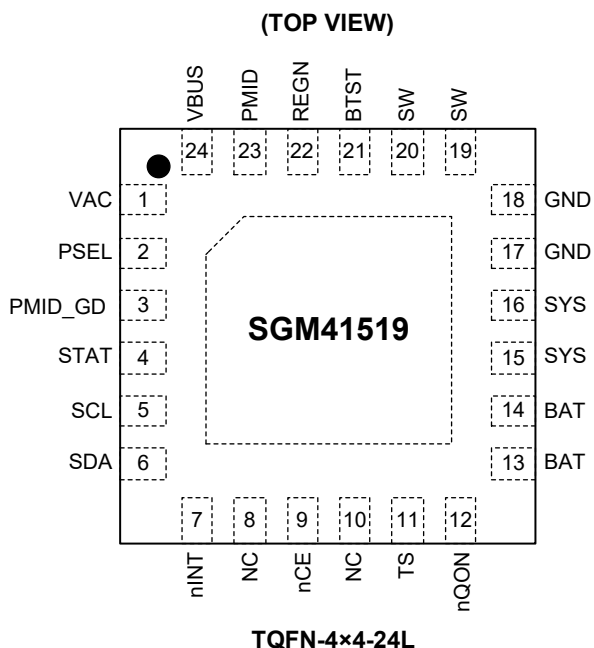 (TOP VIEW)
VBUS
PMID
REGN
BTST
SW
SW
24
23
22
21
20
19
VAC 1
18 GND
PSEL 2
17 GND
PMID_GD 3
16 SYS
SGM41519
STAT 4
15 SYS
SCL 5
14 BAT
SDA 6
13 BAT
7
8
9
10
11
12
nINT
NC
nCE
NC
TS
nQON
TQFN-4×4-24L